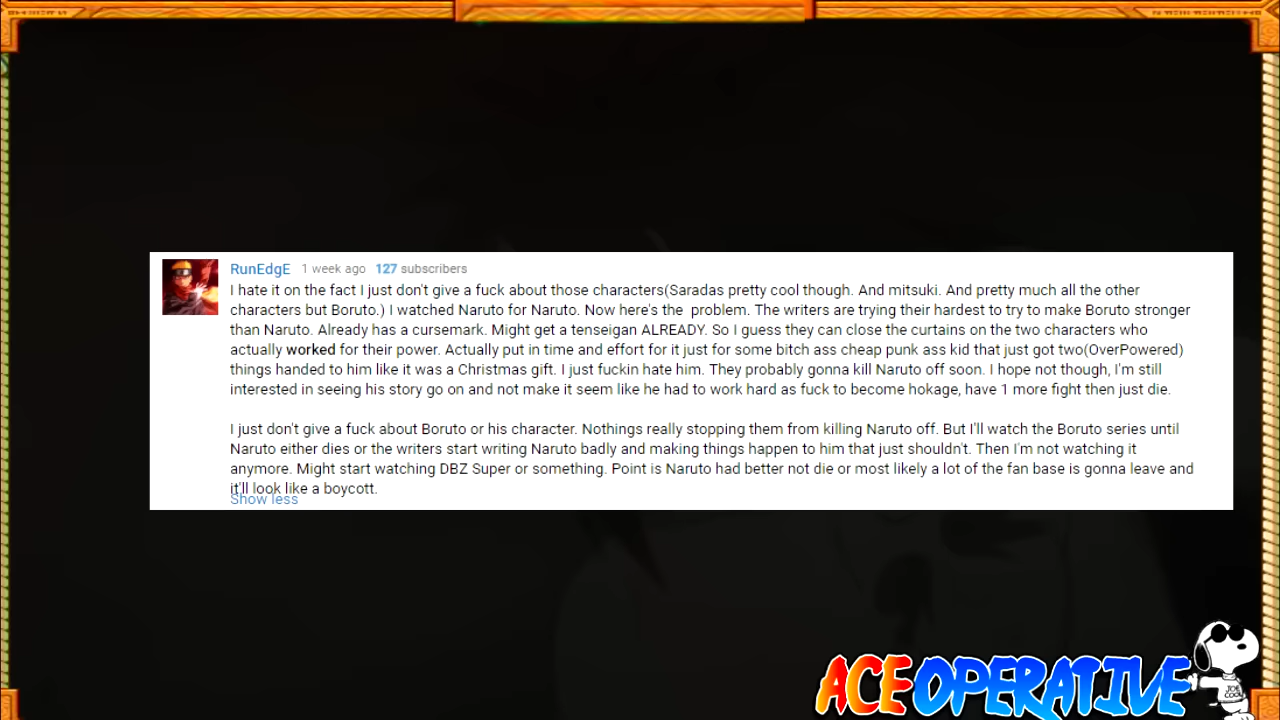 RunEdgE 1 week ago 127 subscribers
I hate it on the fact I just don't give a fuck about those characters(Saradas pretty cool though. And mitsuki. And pretty much all the other
characters but Boruto.) I watched Naruto for Naruto. Now here's the  problem. The writers are trying their hardest to try to make Boruto stronger
than Naruto. Already has a cursemark. Might get a tenseigan ALREADY. So I guess they can close the curtains on the two characters who
actually worked for their power. Actually put in time and effort for it just for some bitch ass cheap punk ass kid that just got two(OverPowered)
things handed to him like it was a Christmas gift. I just fuckin hate him. They probably gonna kill Naruto off soon. I hope not though, I'm still
interested in seeing his story go on and not make it seem like he had to work hard as fuck to become hokage, have 1 more fight then just die.
I just don't give a fuck about Boruto or his character. Nothings really stopping them from killing Naruto off. But I'll watch the Boruto series until
Naruto either dies or the writers start writing Naruto badly and making things happen to him that just shouldn't. Then I'm not watching it
anymore. Might start watching DBZ Super or something. Point is Naruto had better not die or most likely a lot of the fan base is gonna leave and
it'll look like a boycott.
Show less
ACEOPERATIVE
JOE
COOL